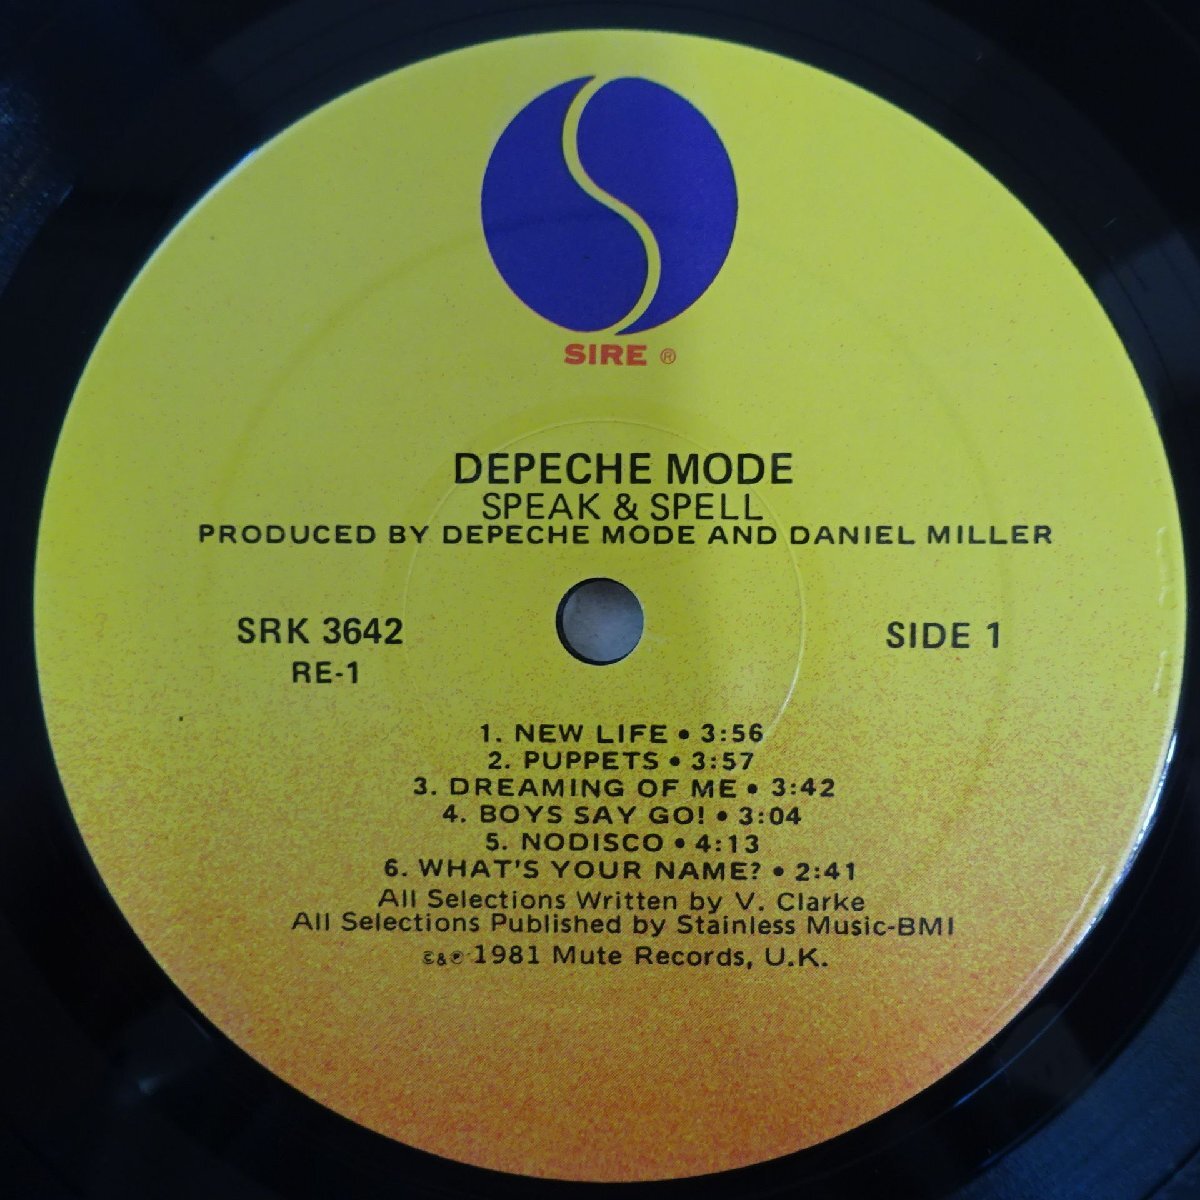 SIRE ®
DEPECHE MODE
SPEAK & SPELL
PRODUCED BY DEPECHE MODE AND DANIEL MILLER
SRK 3642
RE-1
SIDE 1
1. NEW LIFE • 3:56
2. PUPPETS • 3:57
3. DREAMING OF ME • 3:42
4. BOYS SAY GO! • 3:04
5. NODISCO • 4:13
6. WHAT'S YOUR NAME? • 2:41
All Selections Written by V. Clarke
All Selections Published by Stainless Music-BMI
©&℗ 1981 Mute Records, U.K.